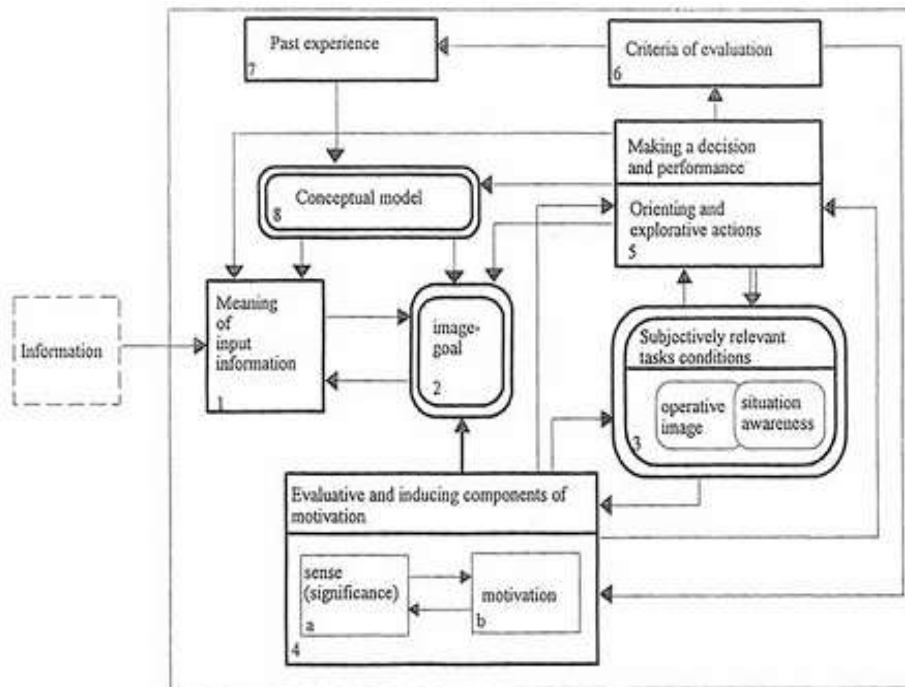 Past experience
7
Criteria of evaluation
6
Making a decision
and performance
Orienting and
explorative actions
5
Conceptual model
8
Information
Meaning
of
input
information
1
image-
goal
2
Subjectively relevant
tasks conditions
operative
image
situation
awareness
3
Evaluative and inducing components of
motivation
sense
(significance)
a
motivation
b
4